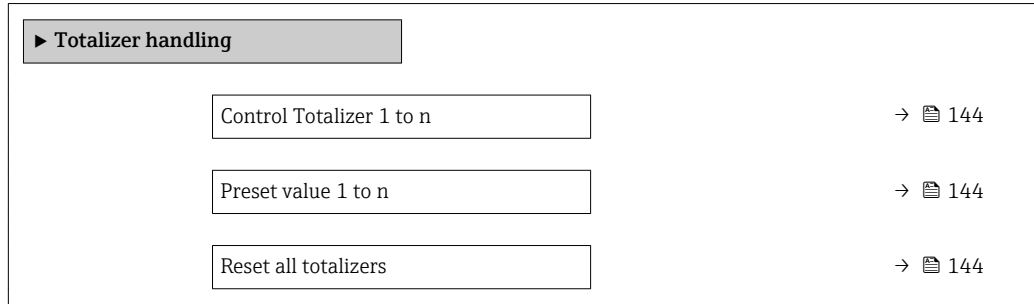 ▶ Totalizer handling
Control Totalizer 1 to n → 144
Preset value 1 to n → 144
Reset all totalizers → 144